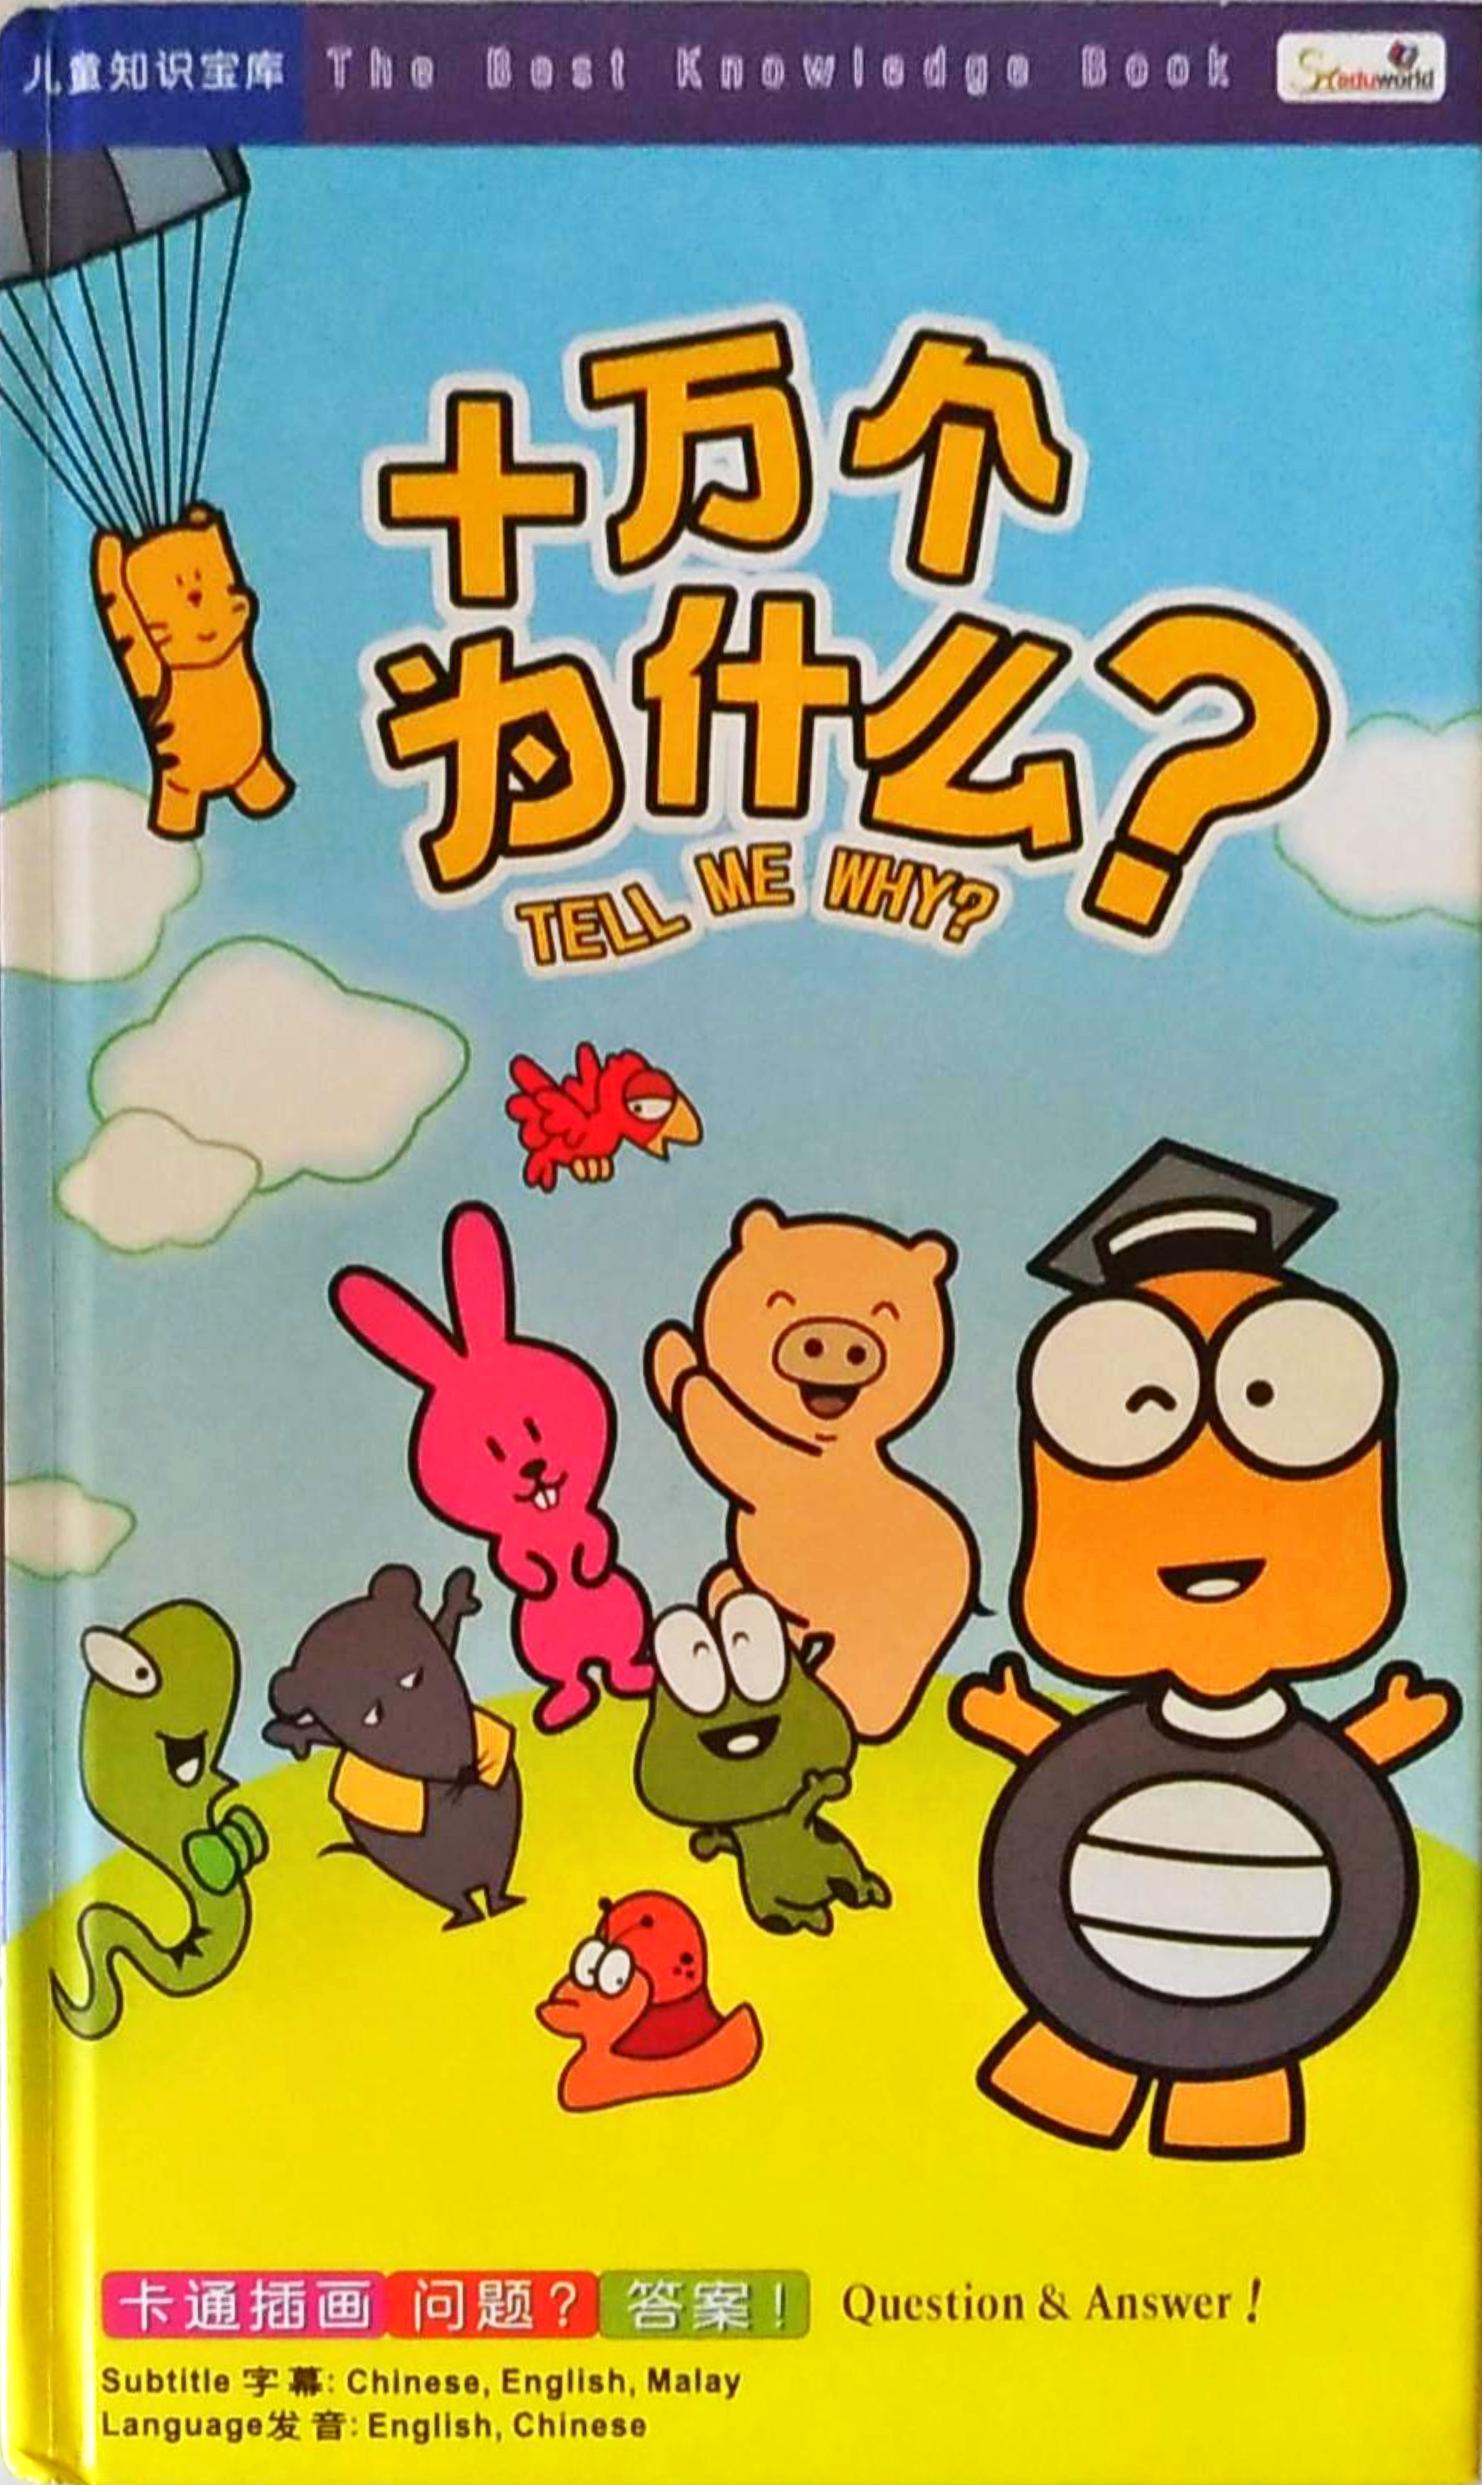 儿童知识宝库 The Best Knowledge Book
eduworld
十万个
为什么?
TELL ME WHY?
卡通插画 问题? 答案! Question & Answer!
Subtitle 字幕: Chinese, English, Malay
Language发音: English, Chinese